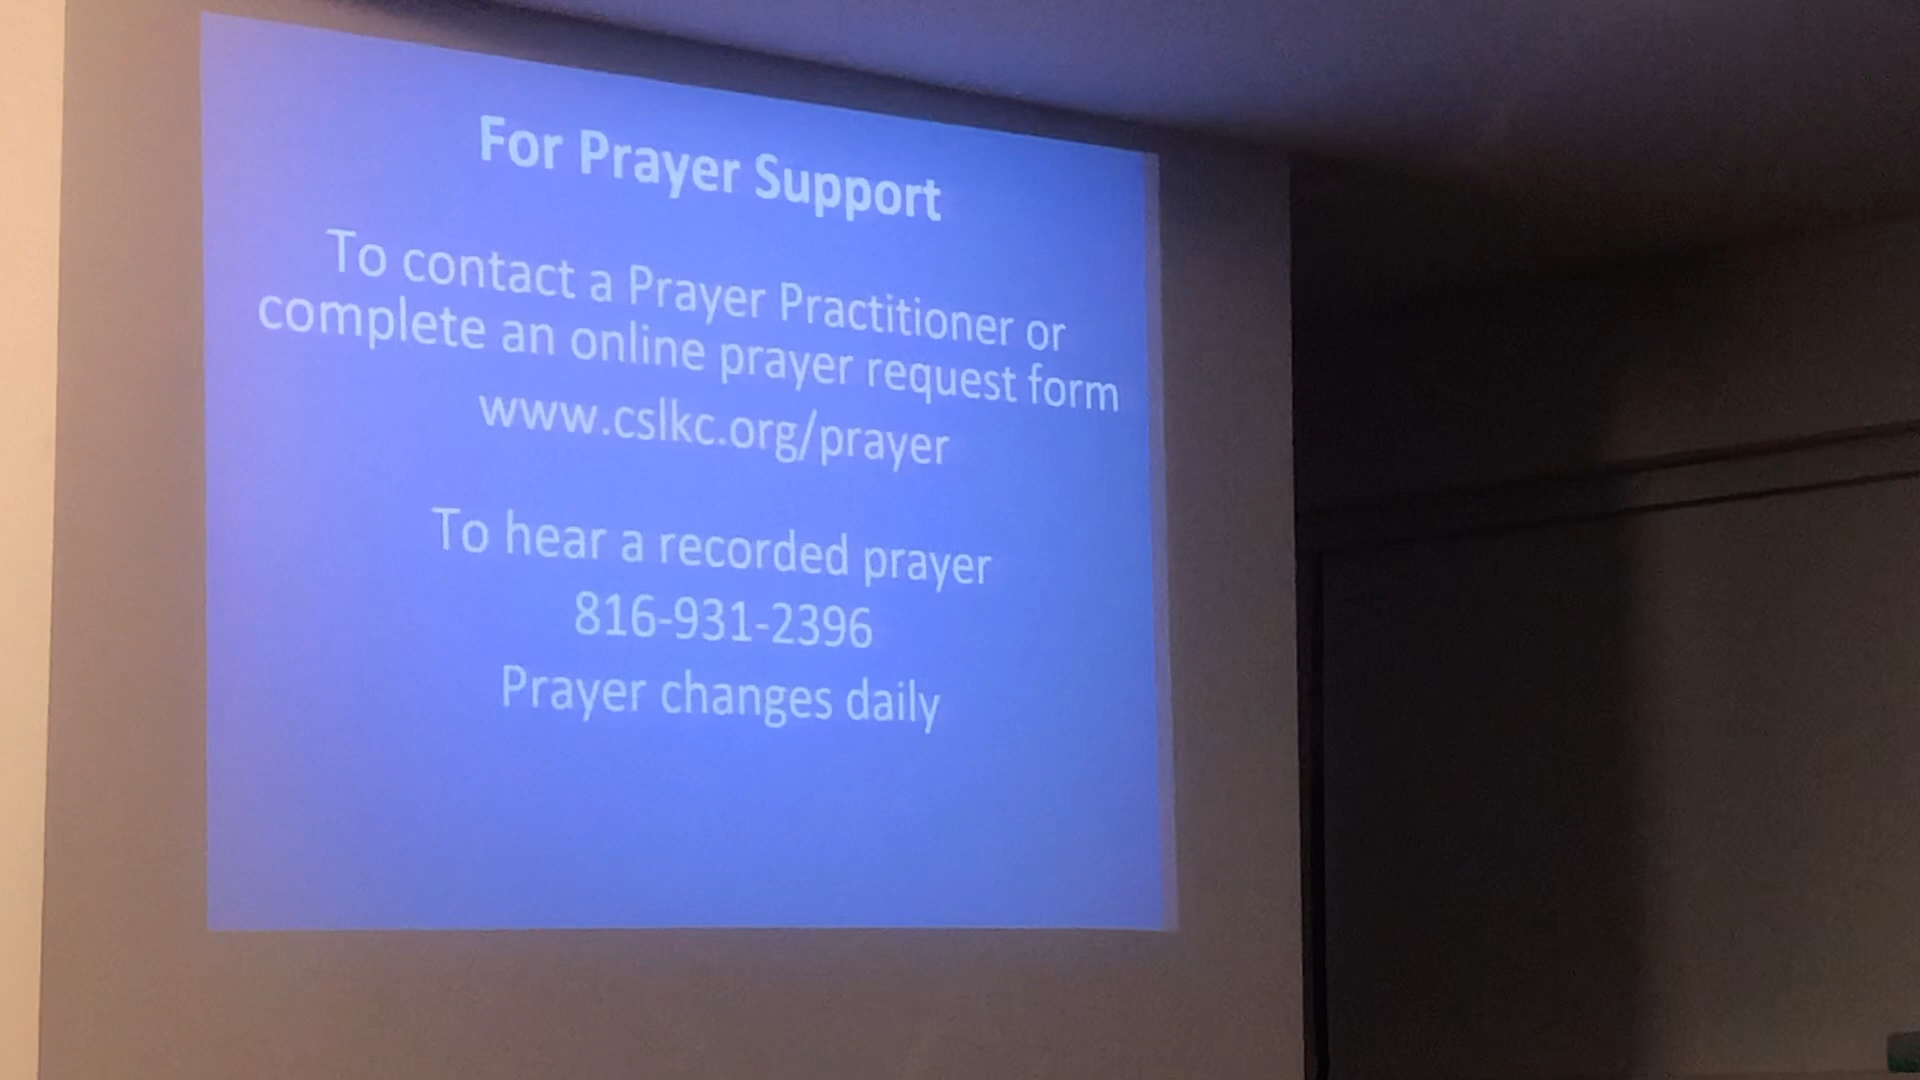 For Prayer Support
To contact a Prayer Practitioner or
complete an online prayer request form
www.cslkc.org/prayer
To hear a recorded prayer
816-931-2396
Prayer changes daily